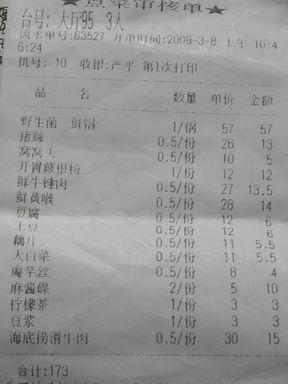 ★点菜审核单★
台号:大厅95 3人
流水单号:63527 开单时间:2009-3-8 上午 10:4
6:24
机号: 10 收银:严平 第1次打印
品 名 数量 单价 金额
野生菌三鲜锅 1/锅 57 57
猪蹄 0.5/份 26 13
窝窝头 0.5/份 10 5
开胃蕨根粉 1/份 12 12
鲜牛键肉 0.5/份 27 13.5
鲜黄喉 0.5/份 28 14
豆腐 0.5/份 12 6
土豆 0.5/份 12 6
藕片 0.5/份 11 5.5
大白菜 0.5/份 11 5.5
魔芋丝 0.5/份 8 4
麻酱碟 2/份 5 10
柠檬茶 1/份 3 3
豆浆 1/份 3 3
海底捞滑牛肉 0.5/份 30 15
合计:173